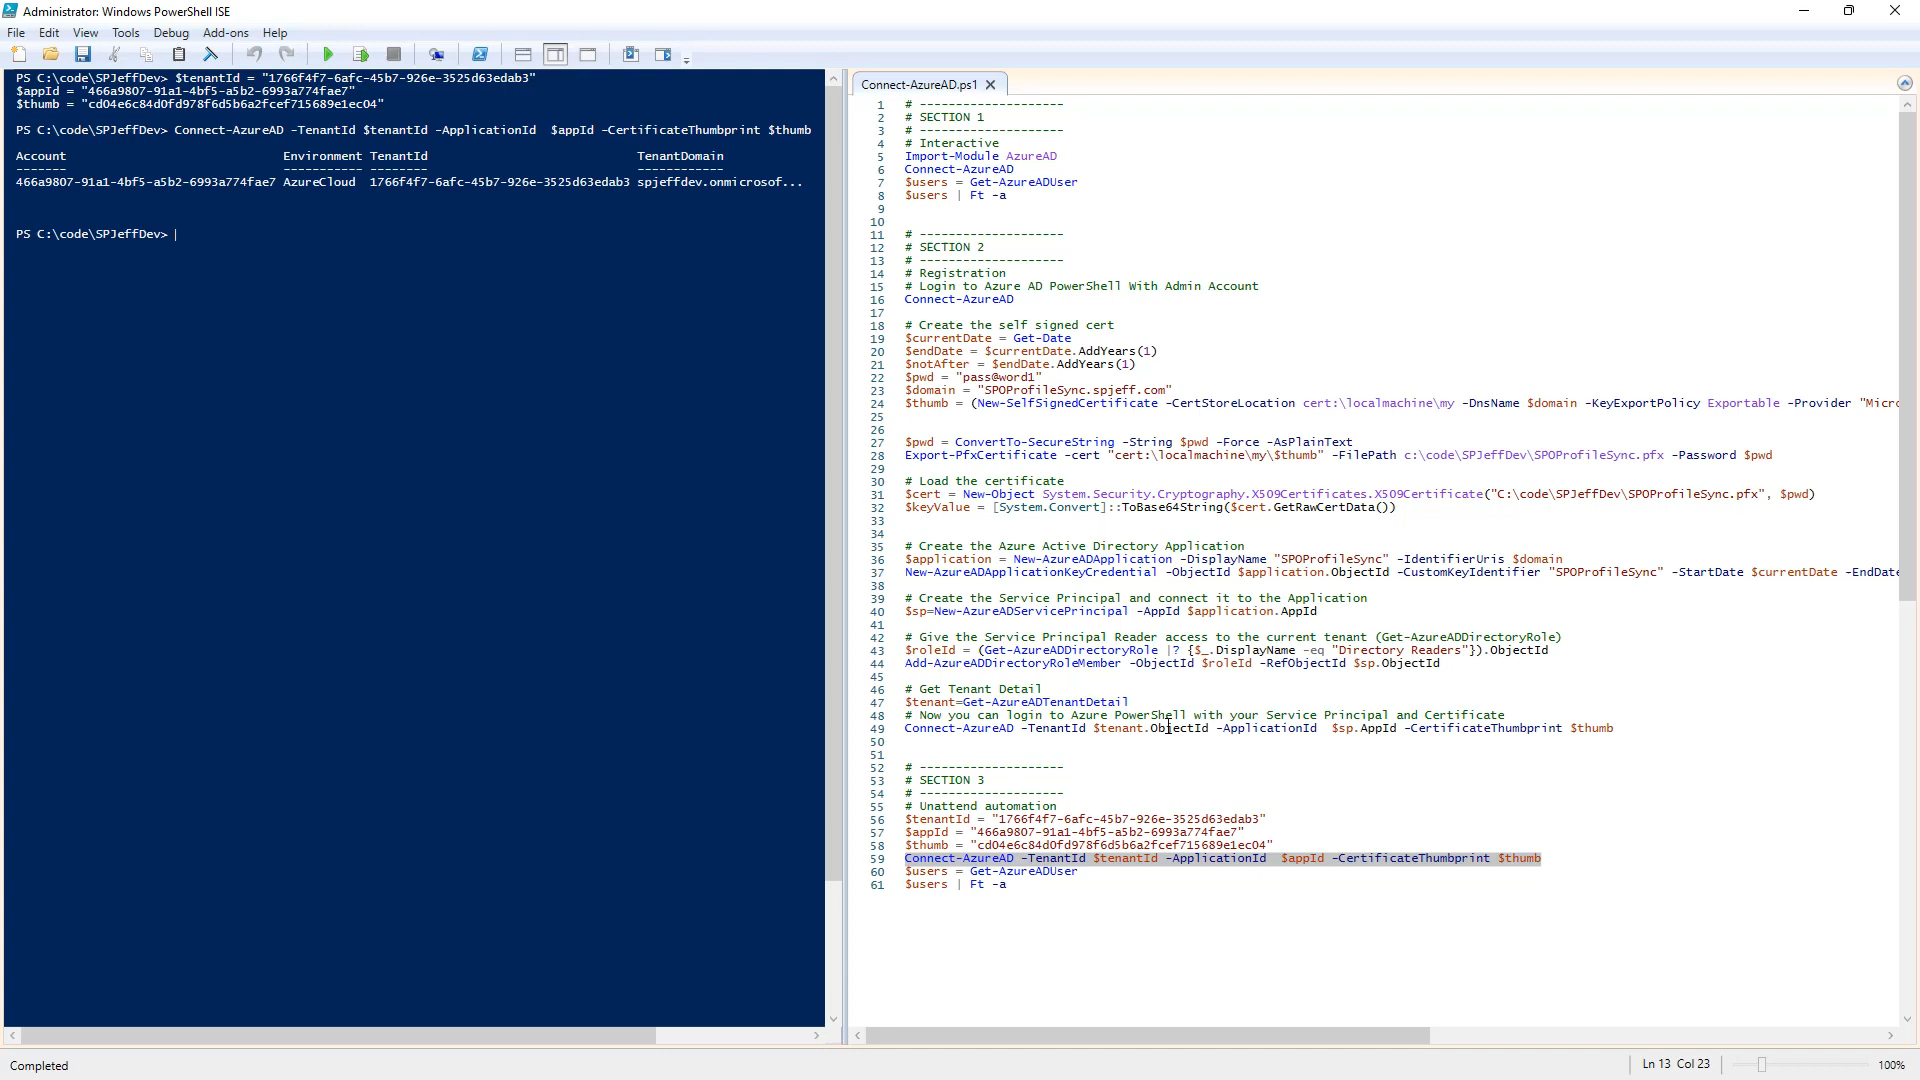 Administrator: Windows PowerShell ISE
File Edit View Tools Debug Add-ons Help
PS C:\code\SPJeffDev> $tenantId = "1766f4f7-6afc-45b7-926e-3525d63edab3"
$appId = "466a9807-91a1-4bf5-a5b2-6993a774fae7"
$thumb = "cd04e6c84d0fd978f6d5b6a2fcef715689e1ec04"
PS C:\code\SPJeffDev> Connect-AzureAD -TenantId $tenantId -ApplicationId  $appId -CertificateThumbprint $thumb
Account Environment TenantId TenantDomain
------- ----------- -------- ------------
466a9807-91a1-4bf5-a5b2-6993a774fae7 AzureCloud 1766f4f7-6afc-45b7-926e-3525d63edab3 spjeffdev.onmicrosof...
PS C:\code\SPJeffDev>
Connect-AzureAD.ps1
1 # --------------------
2 # SECTION 1
3 # --------------------
4 # Interactive
5 Import-Module AzureAD
6 Connect-AzureAD
7 $users = Get-AzureADUser
8 $users | Ft -a
9
10
11 # --------------------
12 # SECTION 2
13 # --------------------
14 # Registration
15 # Login to Azure AD PowerShell With Admin Account
16 Connect-AzureAD
17
18 # Create the self signed cert
19 $currentDate = Get-Date
20 $endDate = $currentDate.AddYears(1)
21 $notAfter = $endDate.AddYears(1)
22 $pwd = "pass@word1"
23 $domain = "SPOProfileSync.spjeff.com"
24 $thumb = (New-SelfSignedCertificate -CertStoreLocation cert:\localmachine\my -DnsName $domain -KeyExportPolicy Exportable -Provider "Micro
25
26
27 $pwd = ConvertTo-SecureString -String $pwd -Force -AsPlainText
28 Export-PfxCertificate -cert "cert:\localmachine\my\$thumb" -FilePath c:\code\SPJeffDev\SPOProfileSync.pfx -Password $pwd
29
30 # Load the certificate
31 $cert = New-Object System.Security.Cryptography.X509Certificates.X509Certificate("C:\code\SPJeffDev\SPOProfileSync.pfx", $pwd)
32 $keyValue = [System.Convert]::ToBase64String($cert.GetRawCertData())
33
34
35 # Create the Azure Active Directory Application
36 $application = New-AzureADApplication -DisplayName "SPOProfileSync" -IdentifierUris $domain
37 New-AzureADApplicationKeyCredential -ObjectId $application.ObjectId -CustomKeyIdentifier "SPOProfileSync" -StartDate $currentDate -EndDate
38
39 # Create the Service Principal and connect it to the Application
40 $sp=New-AzureADServicePrincipal -AppId $application.AppId
41
42 # Give the Service Principal Reader access to the current tenant (Get-AzureADDirectoryRole)
43 $roleId = (Get-AzureADDirectoryRole |? {$_.DisplayName -eq "Directory Readers"}).ObjectId
44 Add-AzureADDirectoryRoleMember -ObjectId $roleId -RefObjectId $sp.ObjectId
45
46 # Get Tenant Detail
47 $tenant=Get-AzureADTenantDetail
48 # Now you can login to Azure PowerShell with your Service Principal and Certificate
49 Connect-AzureAD -TenantId $tenant.ObjectId -ApplicationId  $sp.AppId -CertificateThumbprint $thumb
50
51
52 # --------------------
53 # SECTION 3
54 # --------------------
55 # Unattend automation
56 $tenantId = "1766f4f7-6afc-45b7-926e-3525d63edab3"
57 $appId = "466a9807-91a1-4bf5-a5b2-6993a774fae7"
58 $thumb = "cd04e6c84d0fd978f6d5b6a2fcef715689e1ec04"
59 Connect-AzureAD -TenantId $tenantId -ApplicationId  $appId -CertificateThumbprint $thumb
60 $users = Get-AzureADUser
61 $users | Ft -a
Completed Ln 13 Col 23 100%